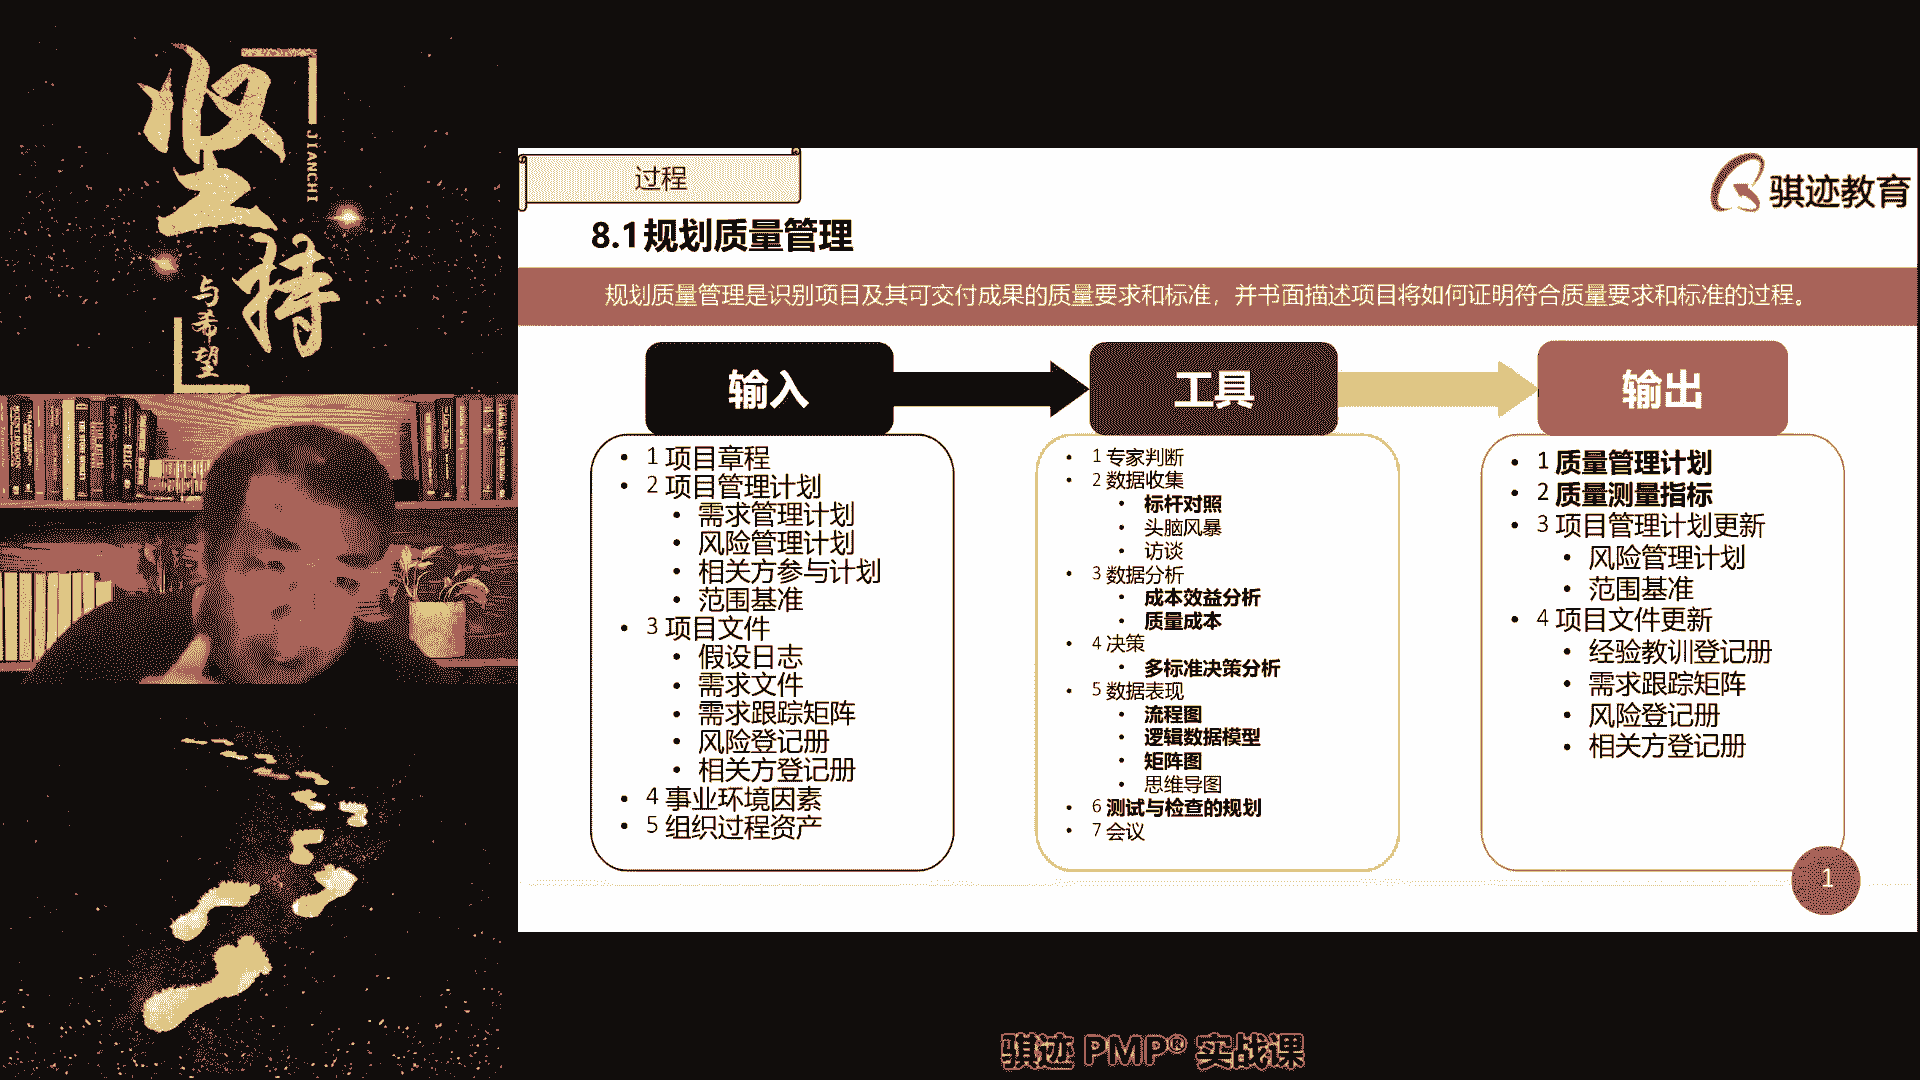 坚持
JIANCHI
与希望
过程
骐迹教育
8.1规划质量管理
规划质量管理是识别项目及其可交付成果的质量要求和标准，并书面描述项目将如何证明符合质量要求和标准的过程。
输入
1 项目章程
2 项目管理计划
需求管理计划
风险管理计划
相关方参与计划
范围基准
3 项目文件
假设日志
需求文件
需求跟踪矩阵
风险登记册
相关方登记册
4 事业环境因素
5 组织过程资产
工具
1 专家判断
2 数据收集
标杆对照
头脑风暴
访谈
3 数据分析
成本效益分析
质量成本
4 决策
多标准决策分析
5 数据表现
流程图
逻辑数据模型
矩阵图
思维导图
6 测试与检查的规划
7 会议
输出
1 质量管理计划
2 质量测量指标
3 项目管理计划更新
风险管理计划
范围基准
4 项目文件更新
经验教训登记册
需求跟踪矩阵
风险登记册
相关方登记册
1
骐迹 PMP® 实战课